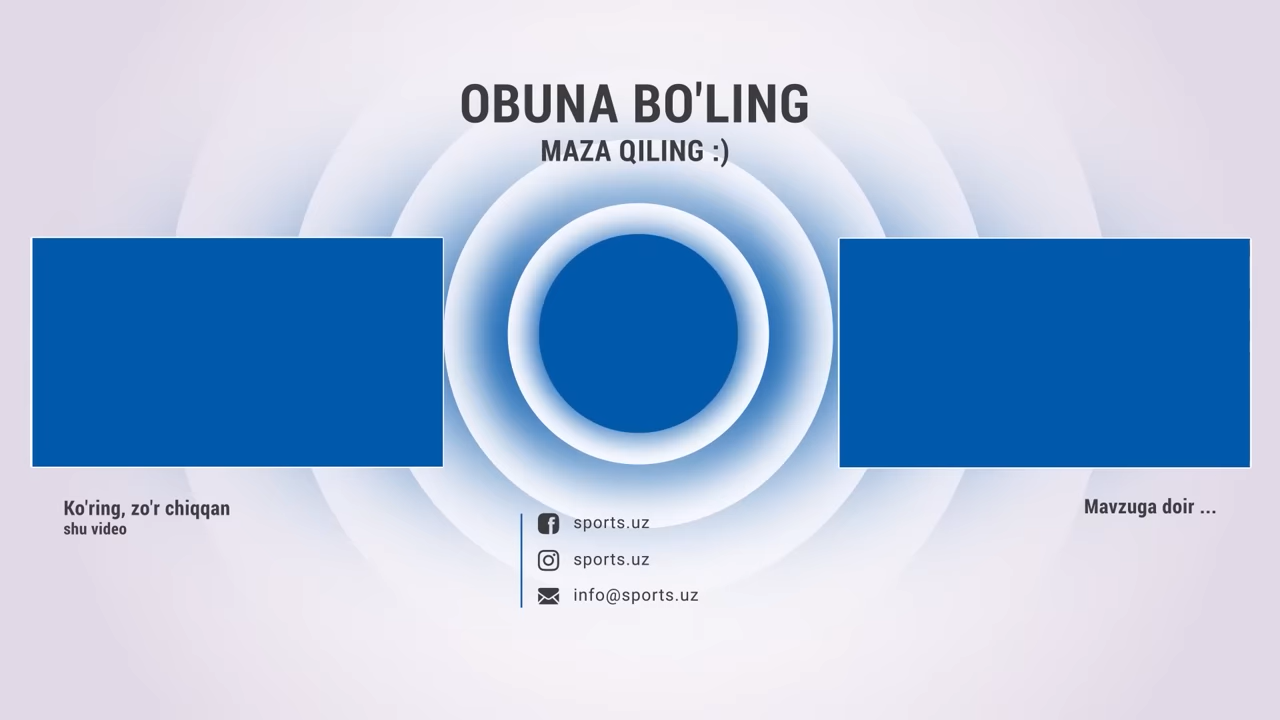 OBUNA BO'LING
MAZA QILING :)
Ko'ring, zo'r chiqqan
shu video
Mavzuga doir ...
sports.uz
sports.uz
info@sports.uz